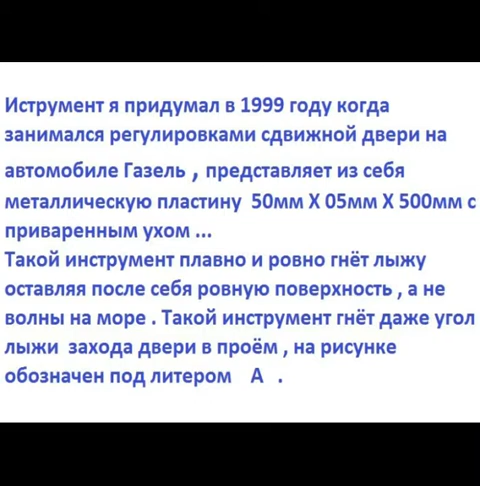 Иструмент я придумал в 1999 году когда
занимался регулировками сдвижной двери на
автомобиле Газель , представляет из себя
металлическую пластину 50мм Х 05мм Х 500мм с
приваренным ухом ...
Такой инструмент плавно и ровно гнёт лыжу
оставляя после себя ровную поверхность , а не
волны на море . Такой инструмент гнёт даже угол
лыжи захода двери в проём , на рисунке
обозначен под литером А .